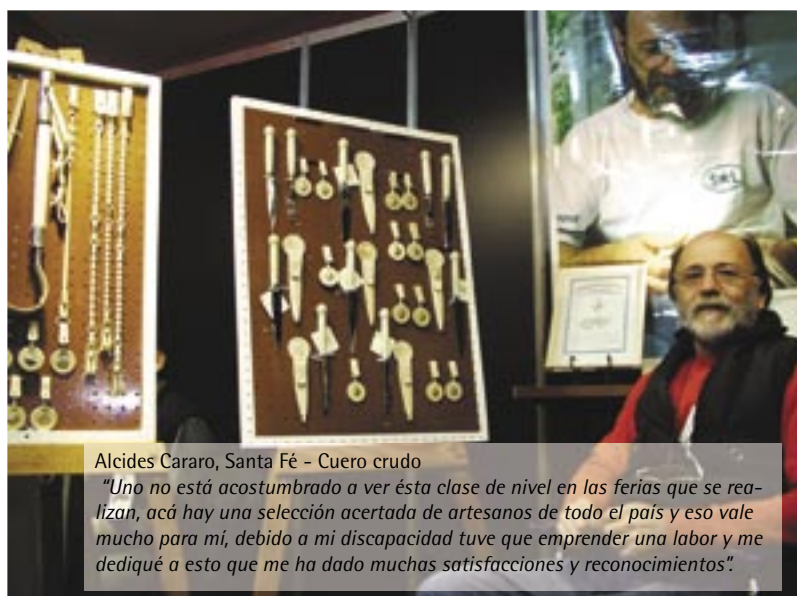 Alcides Cararo, Santa Fé - Cuero crudo
"Uno no está acostumbrado a ver ésta clase de nivel en las ferias que se rea-
lizan, acá hay una selección acertada de artesanos de todo el país y eso vale
mucho para mí, debido a mi discapacidad tuve que emprender una labor y me
dediqué a esto que me ha dado muchas satisfacciones y reconocimientos".